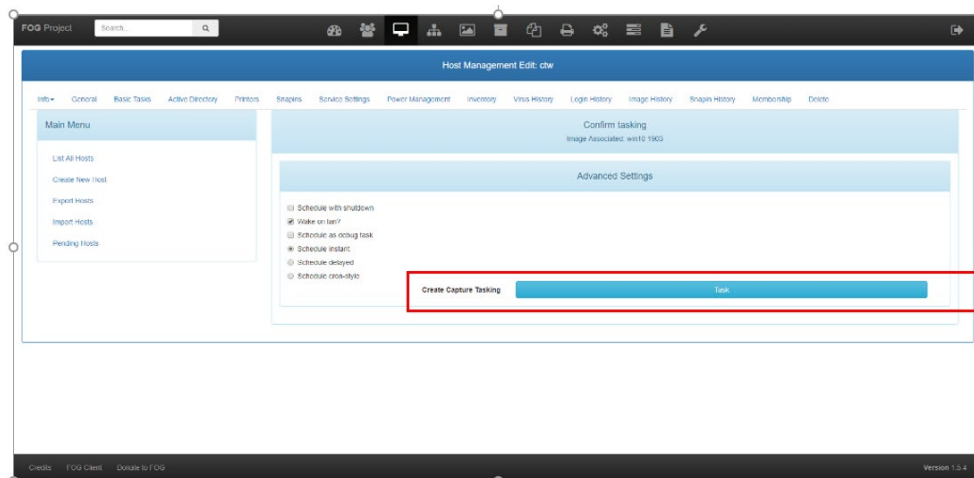 FOG Project Search...
Host Management Edit: ctw
Info General Basic Tasks Active Directory Printers Snapins Service Settings Power Management Inventory Virus History Login History Image History Snapin History Membership Delete
Main Menu
List All Hosts
Create New Host
Export Hosts
Import Hosts
Pending Hosts
Confirm tasking
Image Associated: win10 1903
Advanced Settings
Schedule with shutdown
Wake on lan?
Schedule as debug task
Schedule instant
Schedule delayed
Schedule cron-style
Create Capture Tasking Task
Credits FOG Client Donate to FOG Version 1.5.4